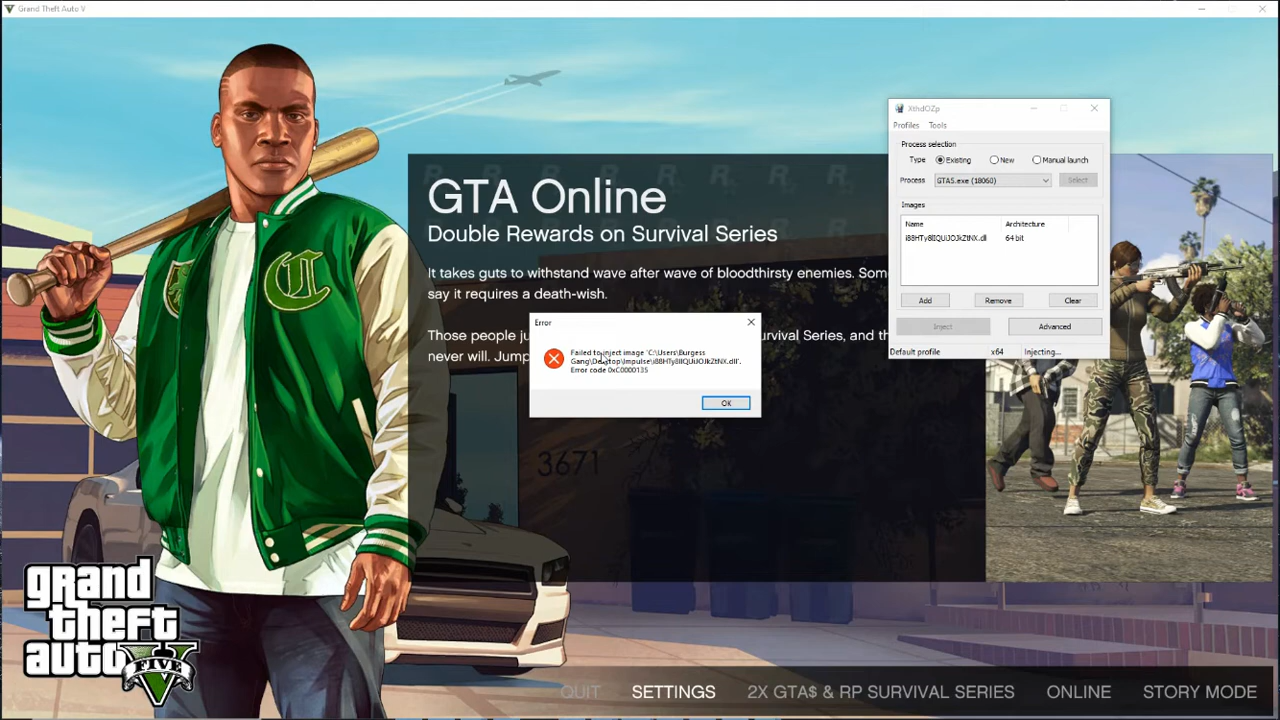 Grand Theft Auto V
GTA Online
Double Rewards on Survival Series
It takes guts to withstand wave after wave of bloodthirsty enemies. Som
say it requires a death-wish.
Those people ju
urvival Series, and th
never will. Jump
3671
XthdOZp
Profiles Tools
Process selection
Type Existing New Manual launch
Process GTA5.exe (18060) Select
Images
Name Architecture
64 bit
Add Remove Clear
Inject Advanced
Default profile x64 Injecting...
Error
Failed to inject image 'C:\Users\Burgess
Error code 0xC0000135
OK
grand
theft
auto
FIVE
QUIT SETTINGS 2X GTA$ & RP SURVIVAL SERIES ONLINE STORY MODE